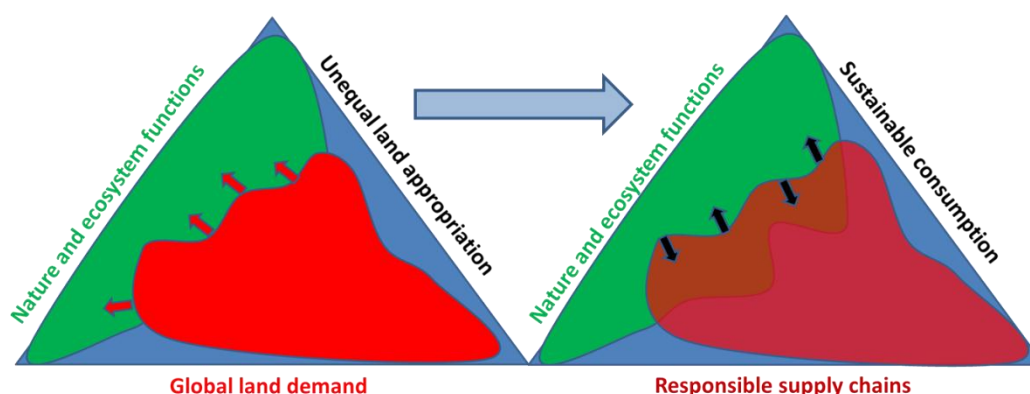 Nature and ecosystem functions
Unequal land appropriation
Global land demand
Nature and ecosystem functions
Sustainable consumption
Responsible supply chains